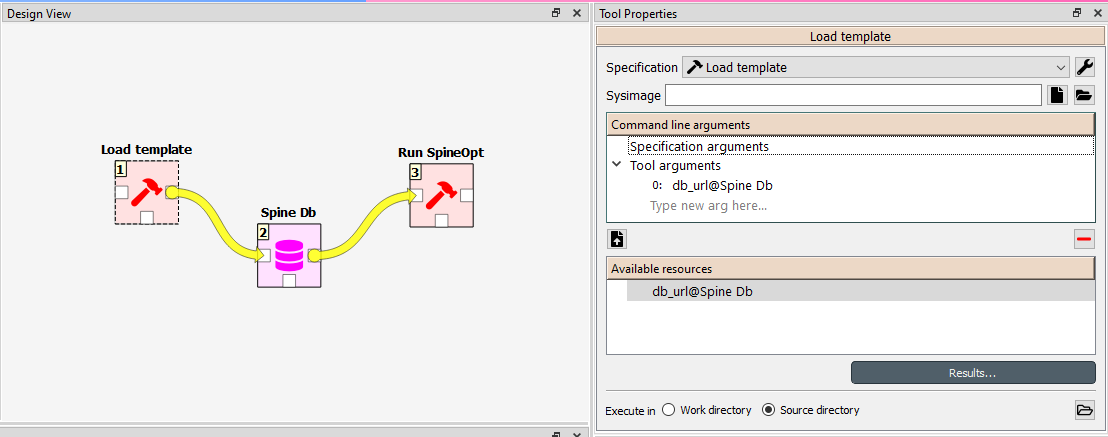 Design View
Load template
1
Spine Db
2
Run SpineOpt
3
Tool Properties
Load template
Specification Load template
Sysimage
Command line arguments
Specification arguments
Tool arguments
0: db_url@Spine Db
Type new arg here...
Available resources
db_url@Spine Db
Results...
Execute in Work directory Source directory